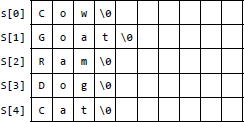 s[0] C o w \0
s[1] G o a t \0
s[2] R a m \0
s[3] D o g \0
s[4] C a t \0